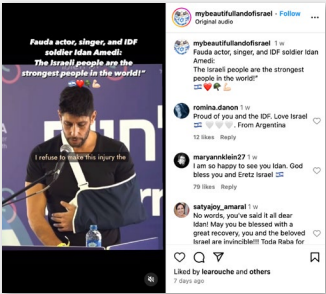 Fauda actor, singer, and IDF
soldier Idan Amedi:
The Israeli people are the
strongest people in the world!”
I refuse to make this injury the
mybeautifullandofisrael • Follow
Original audio
mybeautifullandofisrael 1 w
Fauda actor, singer, and IDF soldier Idan
Amedi:
The Israeli people are the strongest
people in the world!”
romina.danon 1 w
Proud of you and the IDF. Love Israel
. From Argentina
12 likes Reply
maryannklein27 1 w
I am so happy to see you Idan. God
bless you and Eretz Israel
79 likes Reply
satyajoy_amaral 1 w
No words, you've said it all dear
Idan! May you be blessed with
a great recovery, you and the beloved
Israel are invincible!!! Toda Raba for
Liked by learouche and others
7 days ago